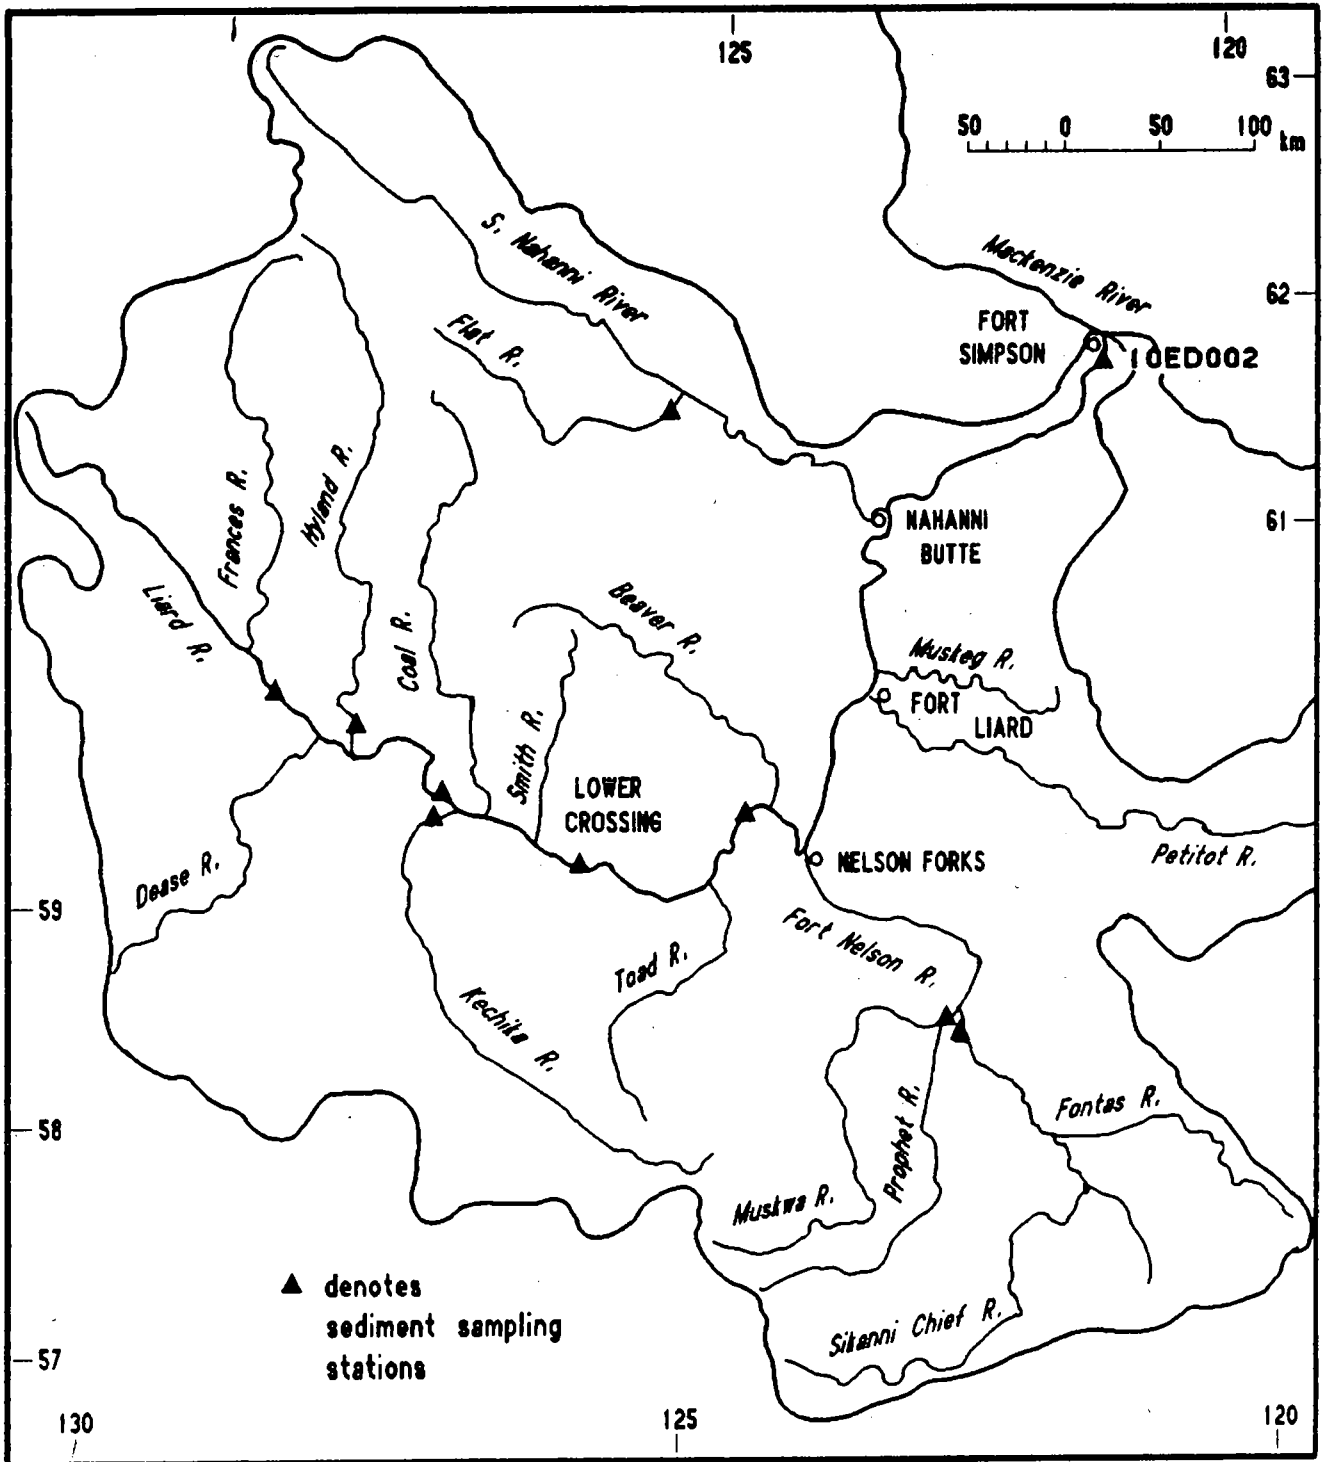 125
120
63
50 0 50 100 km
S. Nahanni River
Mackenzie River
62
FORT
SIMPSON
10ED002
Flat R.
Frances R.
Hyland R.
NAHANNI
BUTTE
61
Liard R.
Coal R.
Beaver R.
Muskeg R.
FORT
LIARD
Smith R.
LOWER
CROSSING
Dease R.
NELSON FORKS
Petitot R.
59
Fort Nelson R.
Toad R.
Kechika R.
58
Prophet R.
Fontas R.
Muskwa R.
denotes
sediment sampling
stations
Sikanni Chief R.
57
130
125
120